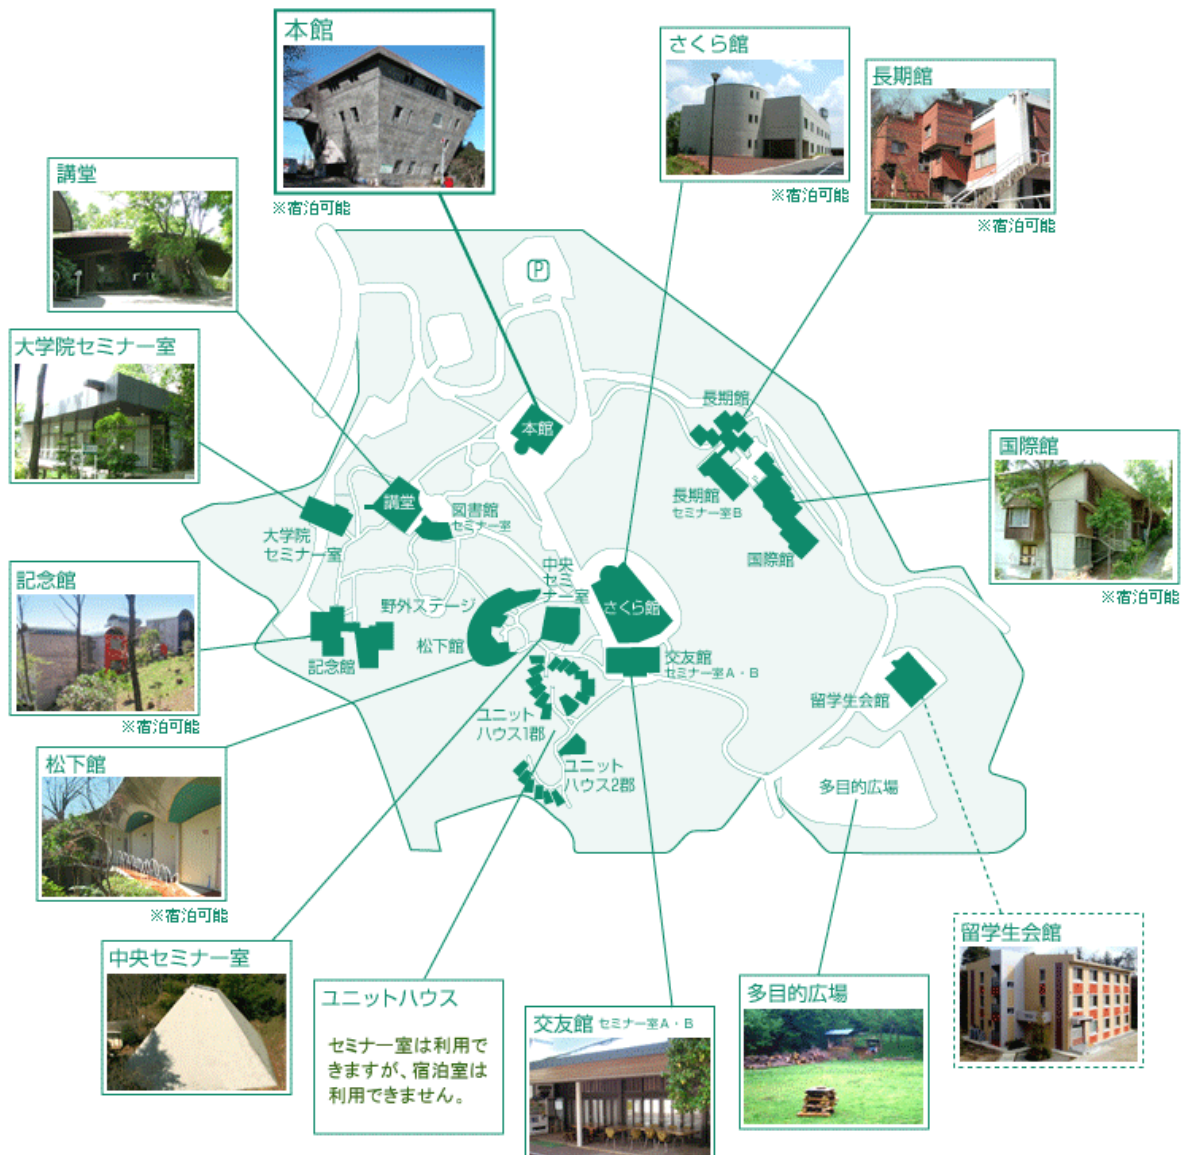 本館
※宿泊可能
さくら館
※宿泊可能
長期館
※宿泊可能
講堂
大学院セミナー室
記念館
※宿泊可能
松下館
※宿泊可能
中央セミナー室
ユニットハウス
セミナー室は利用で
きますが、宿泊室は
利用できません。
交友館 セミナー室A・B
多目的広場
留学生会館
国際館
※宿泊可能
P
本館
長期館
長期館
セミナー室B
国際館
講堂
図書館
セミナー室
大学院
セミナー室
中央
セミ
ナー室
さくら館
野外ステージ
松下館
記念館
交友館
セミナー室A・B
ユニット
ハウス1郡
ユニット
ハウス2郡
留学生会館
多目的広場